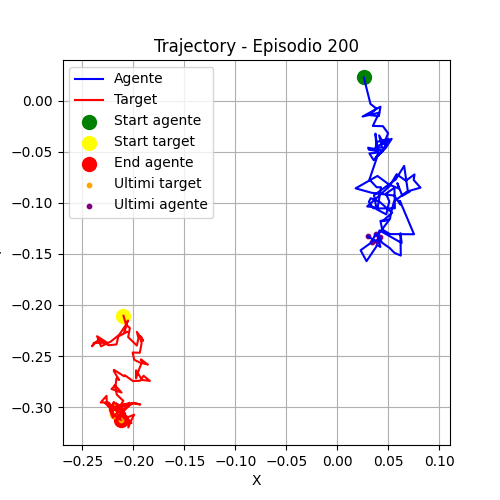 Trajectory - Episodio 200
Agente
Target
Start agente
Start target
End agente
Ultimi target
Ultimi agente
0.00
−0.05
−0.10
−0.15
−0.20
−0.25
−0.30
−0.25
−0.20
−0.15
−0.10
−0.05
0.00
0.05
0.10
X